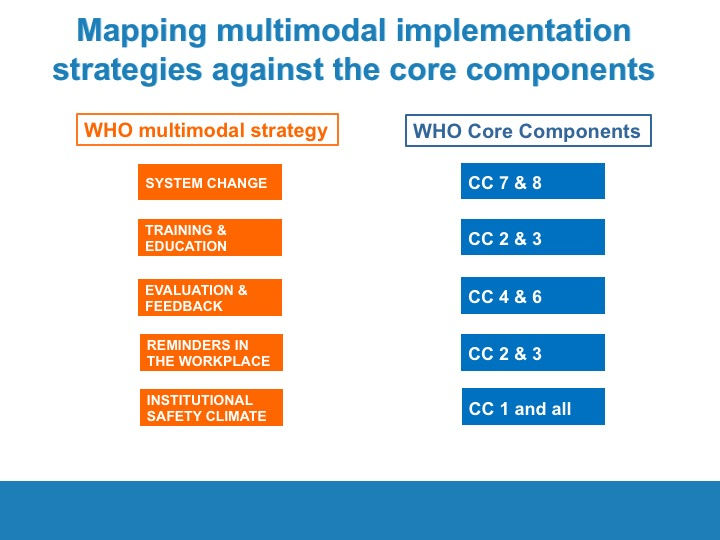 Mapping multimodal implementation
strategies against the core components
WHO multimodal strategy
WHO Core Components
SYSTEM CHANGE
CC 7 & 8
TRAINING &
EDUCATION
CC 2 & 3
EVALUATION &
FEEDBACK
CC 4 & 6
REMINDERS IN
THE WORKPLACE
CC 2 & 3
INSTITUTIONAL
SAFETY CLIMATE
CC 1 and all